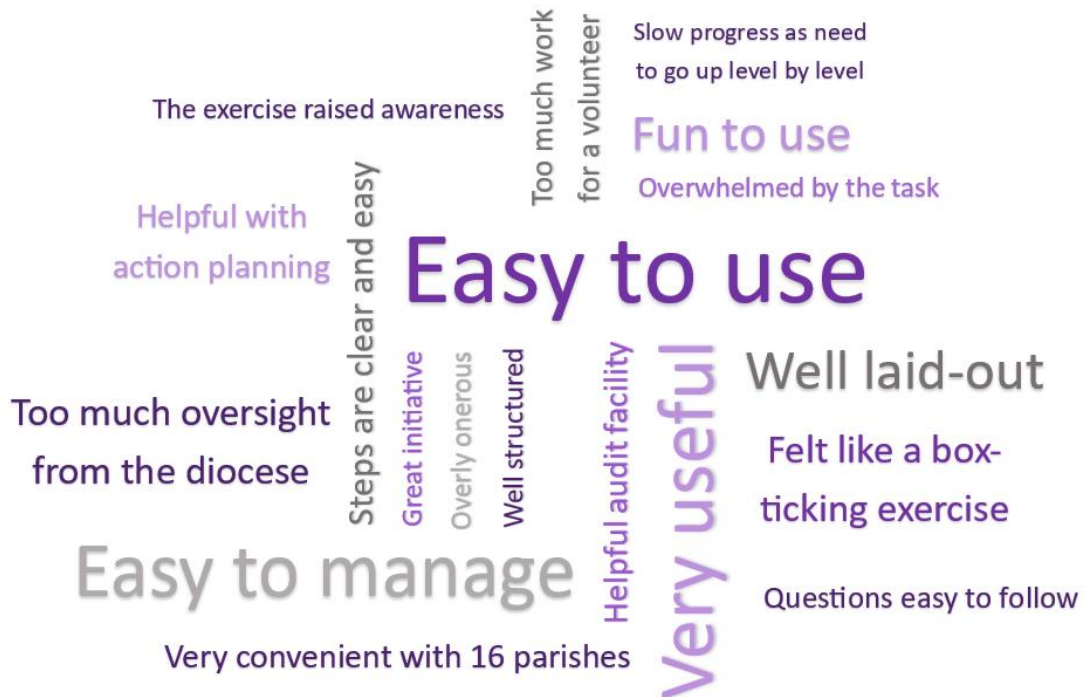 Too much work
for a volunteer
Slow progress as need
to go up level by level
The exercise raised awareness
Fun to use
Overwhelmed by the task
Helpful with
action planning
Steps are clear and easy
Easy to use
Too much oversight
from the diocese
Great initiative
Overly onerous
Well structured
Helpful audit facility
Very useful
Well laid-out
Felt like a box-
ticking exercise
Easy to manage
Questions easy to follow
Very convenient with 16 parishes